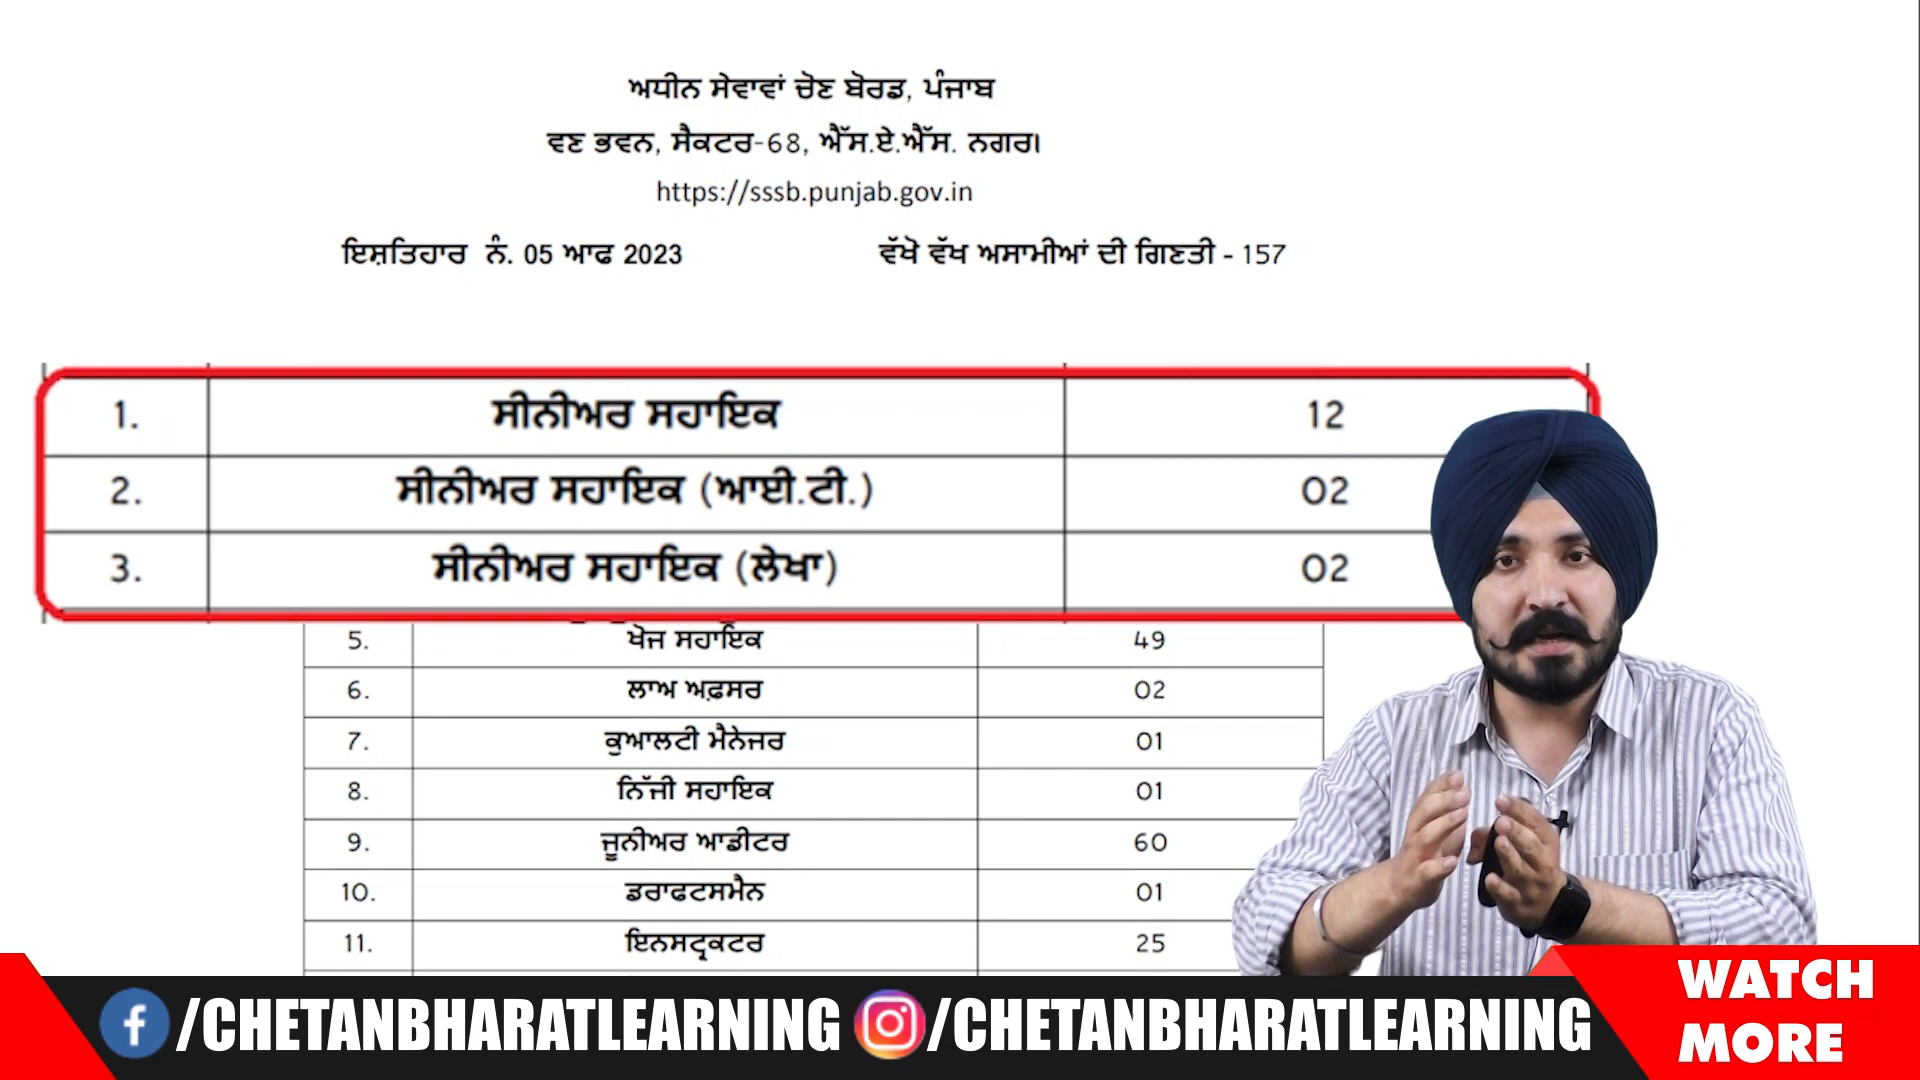 ਅਧੀਨ ਸੇਵਾਵਾਂ ਚੋਣ ਬੋਰਡ, ਪੰਜਾਬ
ਵਣ ਭਵਨ, ਸੈਕਟਰ-68, ਐੱਸ.ਏ.ਐੱਸ. ਨਗਰ।
https://sssb.punjab.gov.in
ਇਸ਼ਤਿਹਾਰ ਨੰ. 05 ਆਫ 2023 ਵੱਖੋ ਵੱਖ ਅਸਾਮੀਆਂ ਦੀ ਗਿਣਤੀ - 157
1. ਸੀਨੀਅਰ ਸਹਾਇਕ 12
2. ਸੀਨੀਅਰ ਸਹਾਇਕ (ਆਈ.ਟੀ.) 02
3. ਸੀਨੀਅਰ ਸਹਾਇਕ (ਲੇਖਾ) 02
5. ਖੋਜ ਸਹਾਇਕ 49
6. ਲਾਅ ਅਫ਼ਸਰ 02
7. ਕੁਆਲਟੀ ਮੈਨੇਜਰ 01
8. ਨਿੱਜੀ ਸਹਾਇਕ 01
9. ਜੂਨੀਅਰ ਆਡੀਟਰ 60
10. ਡਰਾਫਟਸਮੈਨ 01
11. ਇਨਸਟ੍ਰਕਟਰ 25
/CHETANBHARATLEARNING /CHETANBHARATLEARNING
WATCH
MORE